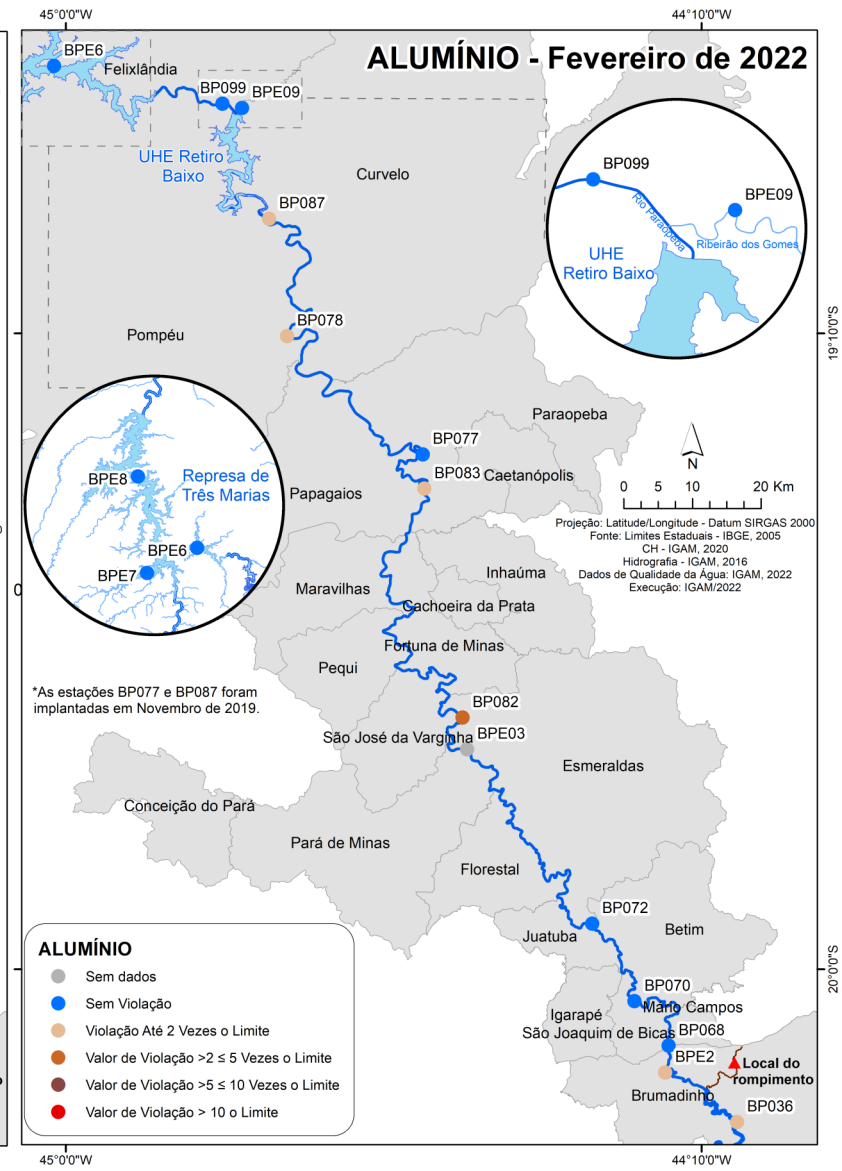 45°0'0"W
44°10'0"W
ALUMÍNIO - Fevereiro de 2022
BPE6
Felixlândia
BP099
BPE09
UHE Retiro
Baixo
Curvelo
BP087
BP099
BPE09
Rio Paraopeba
Ribeirão dos Gomes
UHE
Retiro Baixo
BP078
Pompéu
19°10'0"S
Paraopeba
BP077
BP083
Caetanópolis
N
0 5 10 20 Km
BPE8
Represa de
Três Marias
BPE6
BPE7
Papagaios
Projeção: Latitude/Longitude - Datum SIRGAS 2000
Fonte: Limites Estaduais - IBGE, 2005
CH - IGAM, 2020
Hidrografia - IGAM, 2016
Dados de Qualidade da Água: IGAM, 2022
Execução: IGAM/2022
Inhaúma
Maravilhas
Cachoeira da Prata
Fortuna de Minas
Pequi
*As estações BP077 e BP087 foram
implantadas em Novembro de 2019.
BP082
São José da Varginha
BPE03
Esmeraldas
Conceição do Pará
Pará de Minas
Florestal
BP072
Juatuba
Betim
20°0'0"S
BP070
Mário Campos
Igarapé
São Joaquim de Bicas
BP068
BPE2
Local do
rompimento
Brumadinho
BP036
ALUMÍNIO
Sem dados
Sem Violação
Violação Até 2 Vezes o Limite
Valor de Violação >2 ≤ 5 Vezes o Limite
Valor de Violação >5 ≤ 10 Vezes o Limite
Valor de Violação > 10 o Limite
45°0'0"W
44°10'0"W